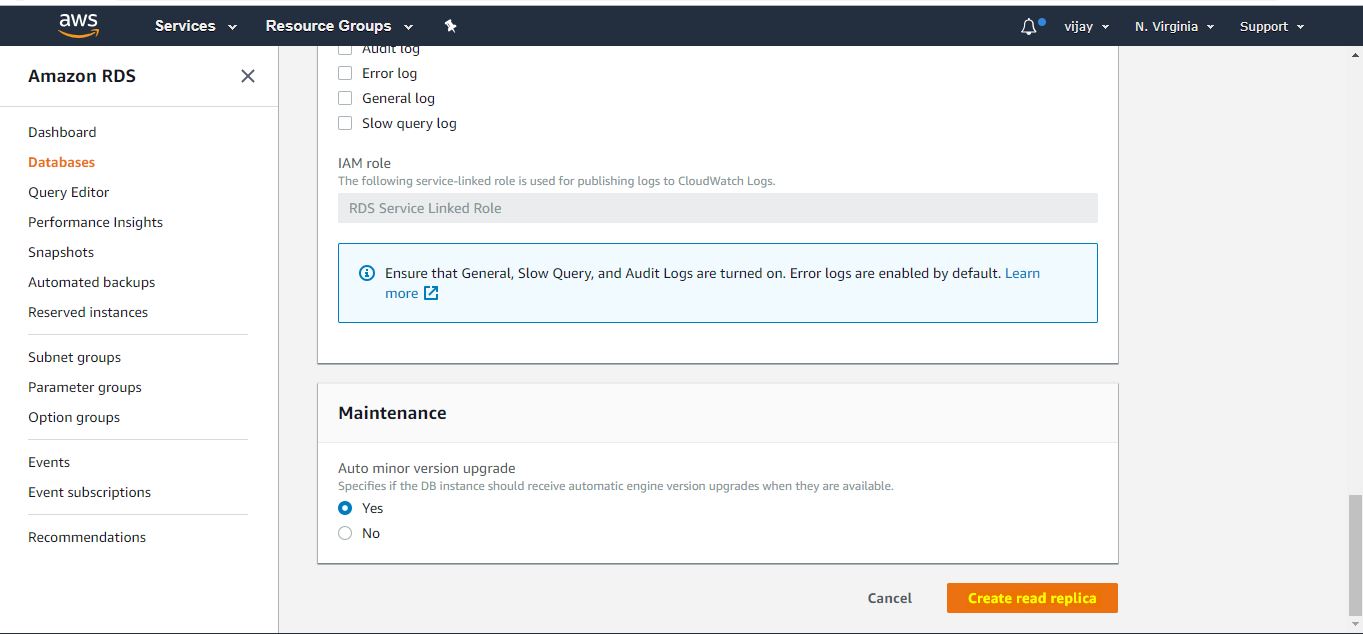 aws Services Resource Groups vijay N. Virginia Support
Amazon RDS
Dashboard
Databases
Query Editor
Performance Insights
Snapshots
Automated backups
Reserved instances
Subnet groups
Parameter groups
Option groups
Events
Event subscriptions
Recommendations
Audit log
Error log
General log
Slow query log
IAM role
The following service-linked role is used for publishing logs to CloudWatch Logs.
RDS Service Linked Role
Ensure that General, Slow Query, and Audit Logs are turned on. Error logs are enabled by default. Learn
more
Maintenance
Auto minor version upgrade
Specifies if the DB instance should receive automatic engine version upgrades when they are available.
Yes
No
Cancel Create read replica